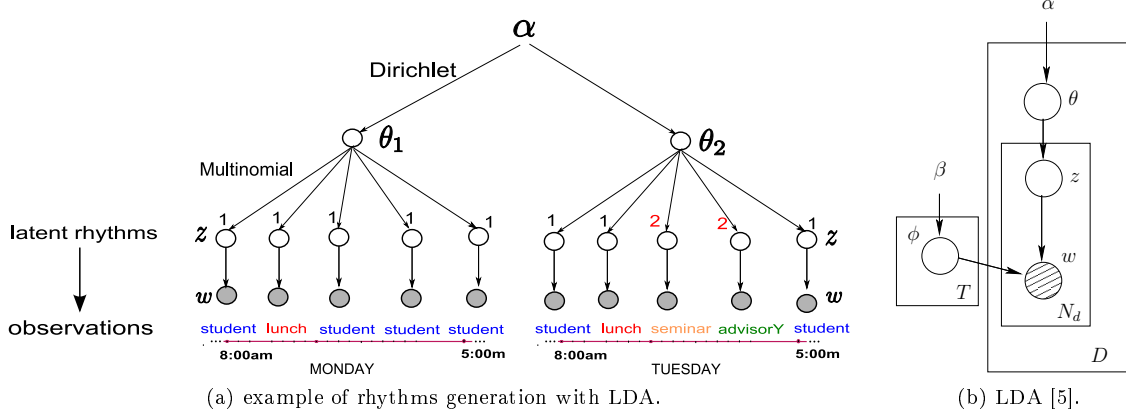 α
Dirichlet
θ₁
θ₂
Multinomial
1 1 1 1 1
1 1 2 2 1
latent rhythms
z
z
w
w
observations
student lunch student student student
student lunch seminar advisorY student
8:00am 5:00m
8:00am 5:00m
MONDAY
TUESDAY
(a) example of rhythms generation with LDA.
α
θ
z
β
ϕ
w
T
N_d
D
(b) LDA [5].